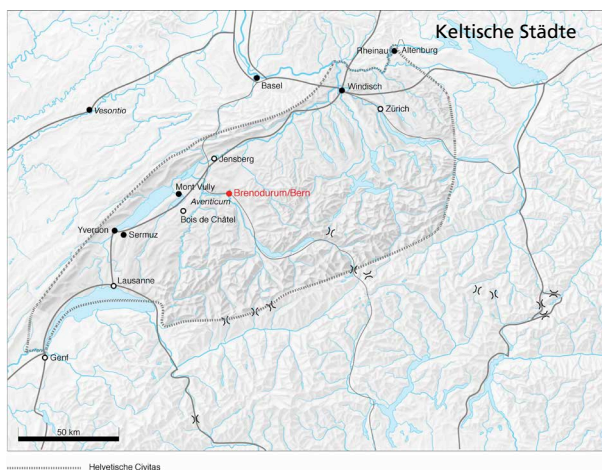 Keltische Städte
Rheinau Altenburg
Basel
Windisch
Zürich
Vesontio
Jensberg
Mont Vully
Brenodurum/Bern
Aventicum
Bois de Châtel
Yverdon
Sermuz
Lausanne
Genf
50 km
Helvetische Civitas